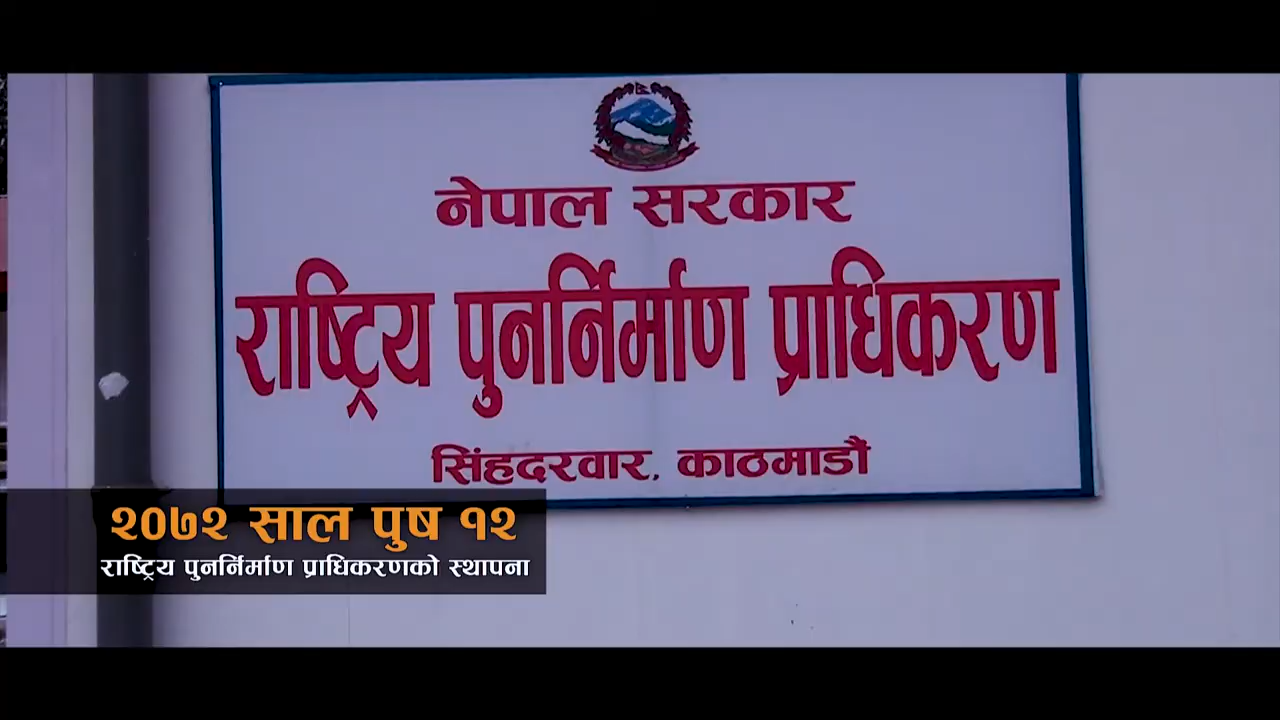 नेपाल सरकार
राष्ट्रिय पुनर्निर्माण प्राधिकरण
सिंहदरवार, काठमाडौं
२०७२ साल पुष १२
राष्ट्रिय पुनर्निर्माण प्राधिकरणको स्थापना